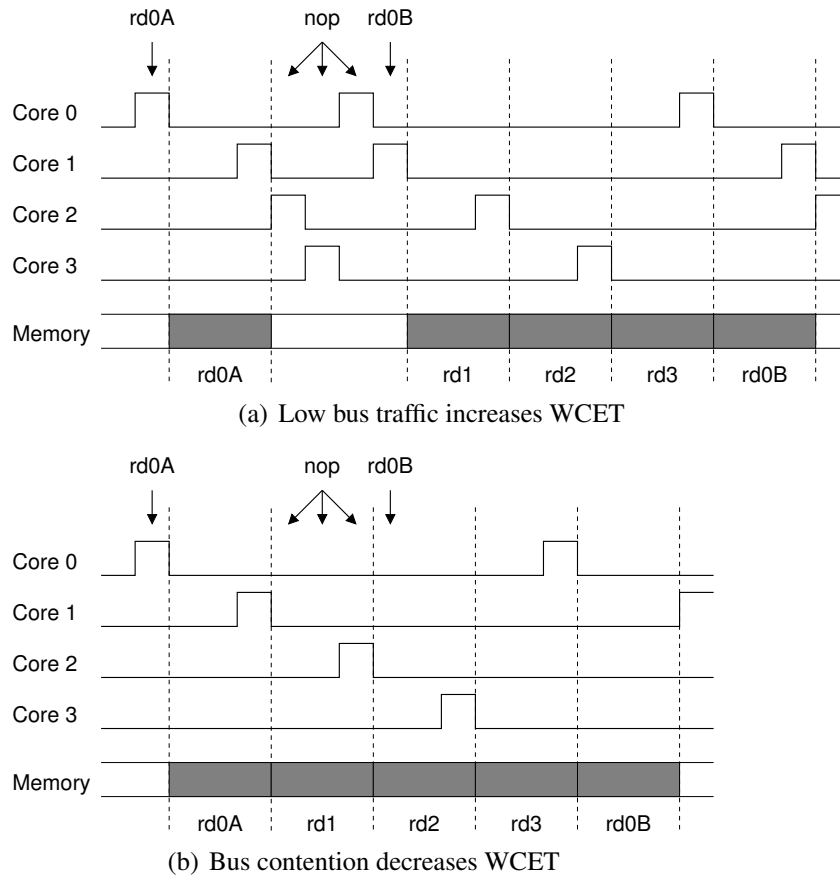 rd0A nop rd0B
Core 0
Core 1
Core 2
Core 3
Memory
rd0A rd1 rd2 rd3 rd0B
(a) Low bus traffic increases WCET
rd0A nop rd0B
Core 0
Core 1
Core 2
Core 3
Memory
rd0A rd1 rd2 rd3 rd0B
(b) Bus contention decreases WCET